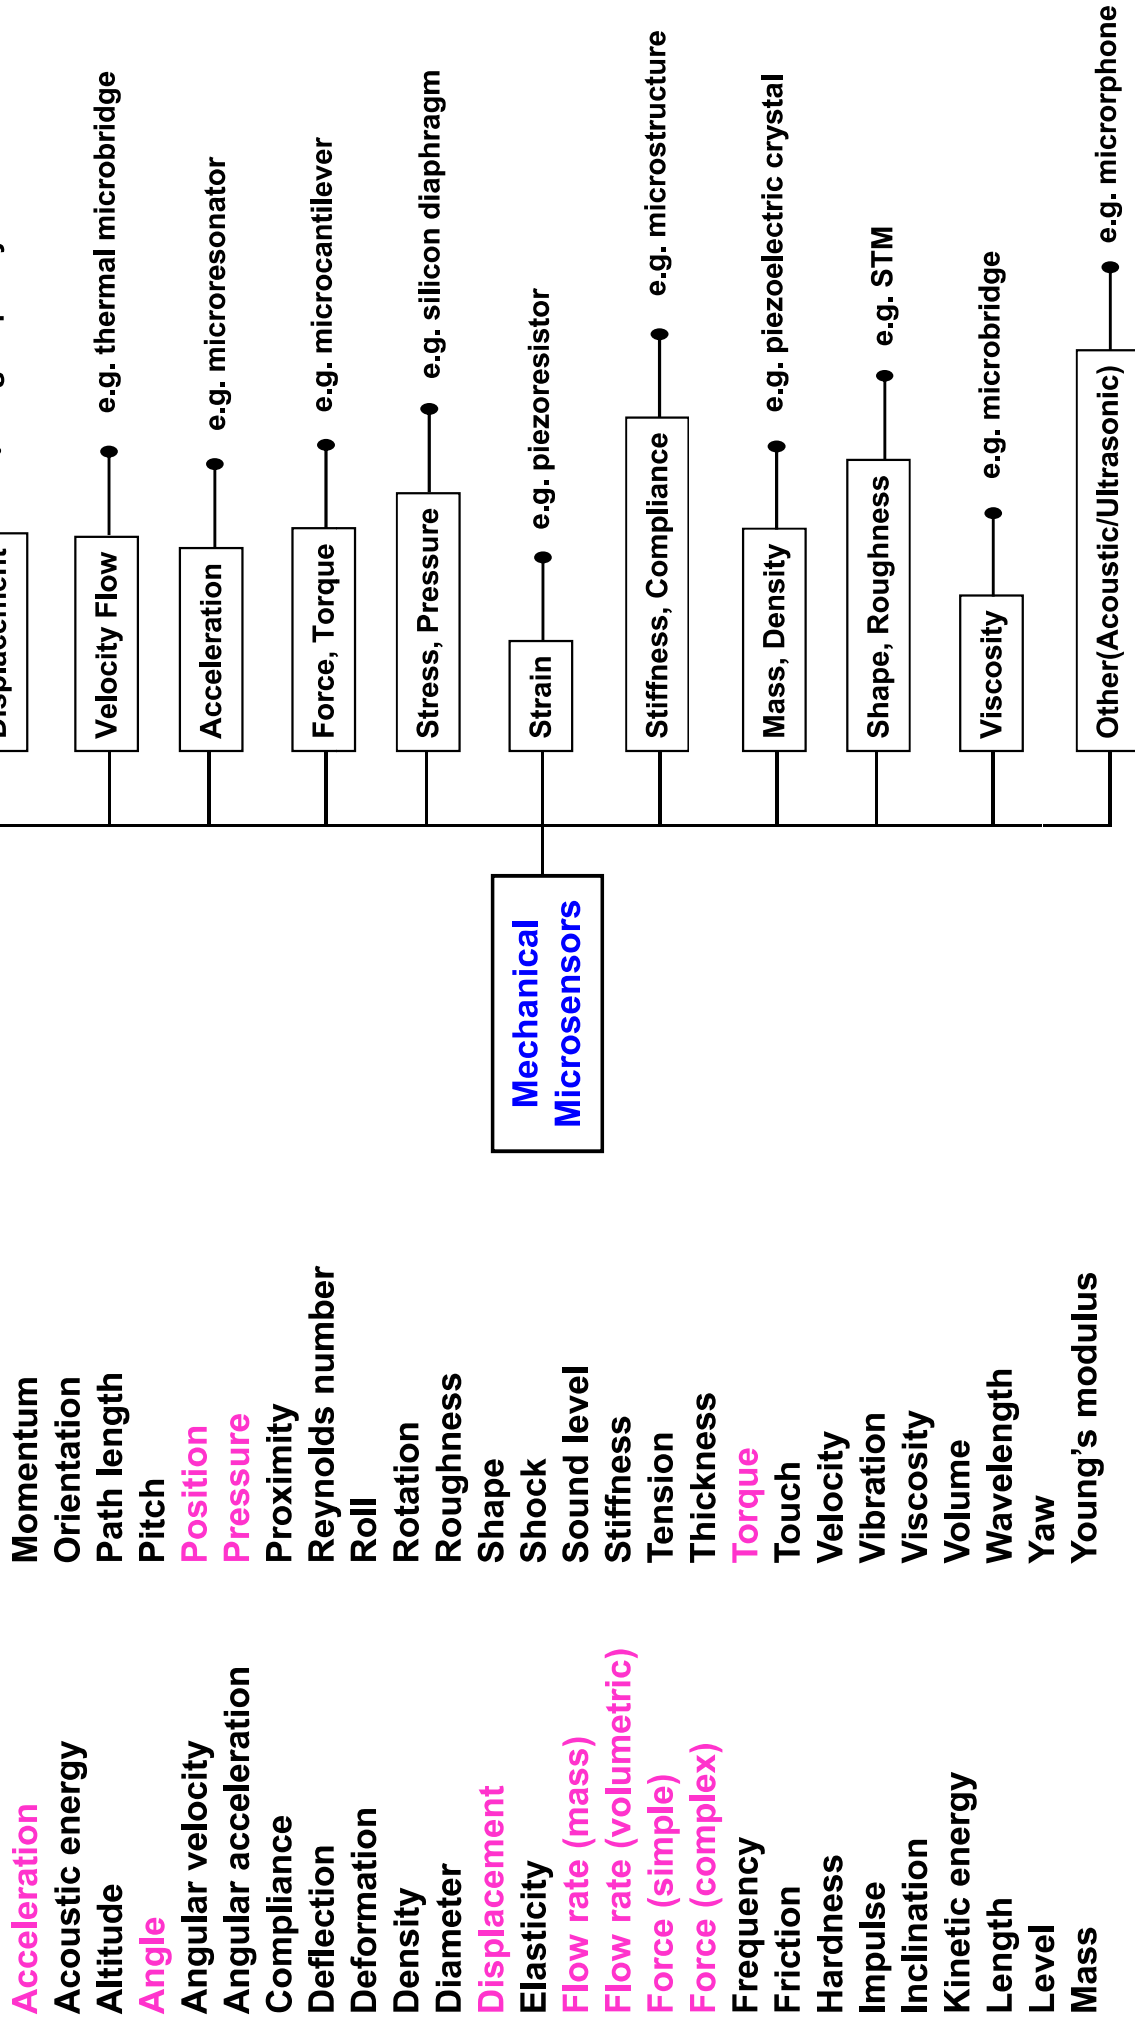 Acceleration
Acoustic energy
Altitude
Angle
Angular velocity
Angular acceleration
Compliance
Deflection
Deformation
Density
Diameter
Displacement
Elasticity
Flow rate (mass)
Flow rate (volumetric)
Force (simple)
Force (complex)
Frequency
Friction
Hardness
Impulse
Inclination
Kinetic energy
Length
Level
Mass
Momentum
Orientation
Path length
Pitch
Position
Pressure
Proximity
Reynolds number
Roll
Rotation
Roughness
Shape
Shock
Sound level
Stiffness
Tension
Thickness
Torque
Touch
Velocity
Vibration
Viscosity
Volume
Wavelength
Yaw
Young's modulus
Mechanical
Microsensors
Displacement
Velocity Flow
e.g. thermal microbridge
Acceleration
e.g. microresonator
Force, Torque
e.g. microcantilever
Stress, Pressure
e.g. silicon diaphragm
Strain
e.g. piezoresistor
Stiffness, Compliance
e.g. microstructure
Mass, Density
e.g. piezoelectric crystal
Shape, Roughness
e.g. STM
Viscosity
e.g. microbridge
Other(Acoustic/Ultrasonic)
e.g. microrphone